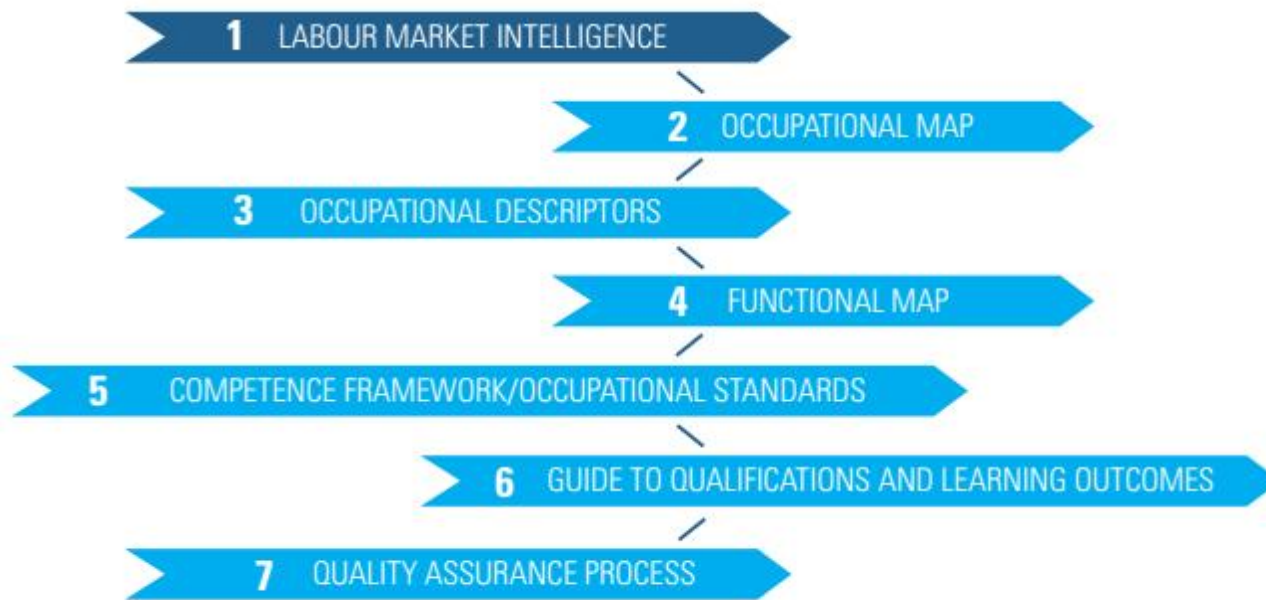 1 LABOUR MARKET INTELLIGENCE
2 OCCUPATIONAL MAP
3 OCCUPATIONAL DESCRIPTORS
4 FUNCTIONAL MAP
5 COMPETENCE FRAMEWORK/OCCUPATIONAL STANDARDS
6 GUIDE TO QUALIFICATIONS AND LEARNING OUTCOMES
7 QUALITY ASSURANCE PROCESS